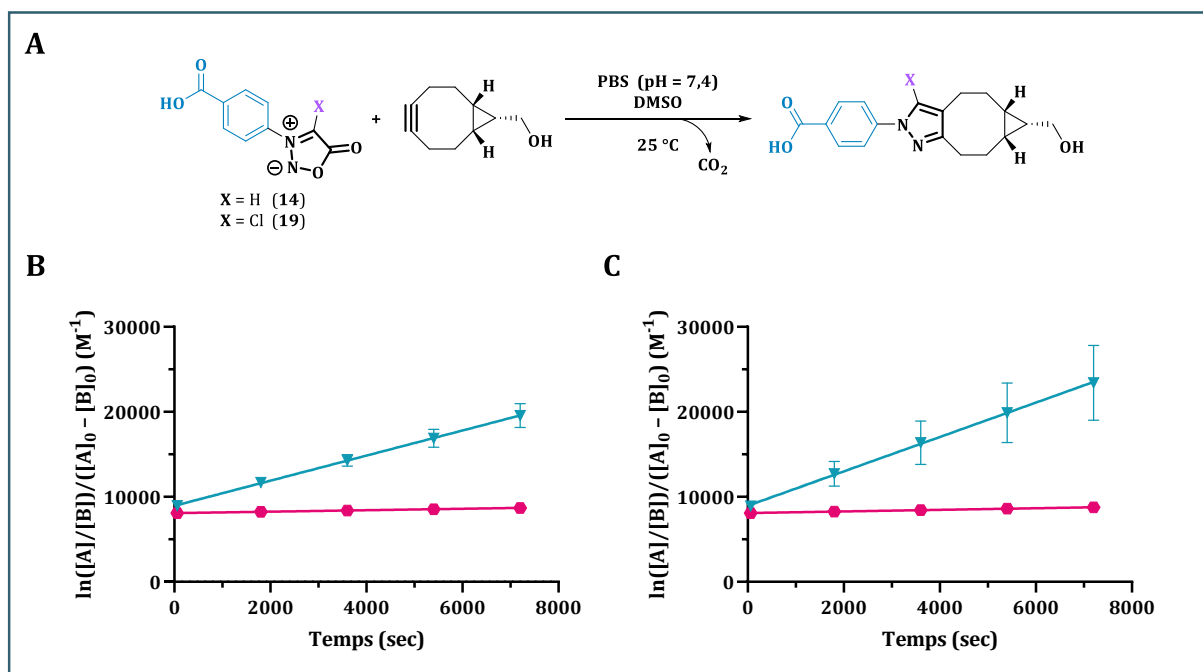 A
O
HO
X
N
N
O
O
+
H
H
OH
PBS (pH = 7,4)
DMSO
25 °C
CO2
O
HO
X
N
N
H
H
OH
X = H (14)
X = Cl (19)
B
ln([A]/[B])/([A]0 – [B]0) (M-1)
30000
20000
10000
0
0 2000 4000 6000 8000
Temps (sec)
C
ln([A]/[B])/([A]0 – [B]0) (M-1)
30000
20000
10000
0
0 2000 4000 6000 8000
Temps (sec)